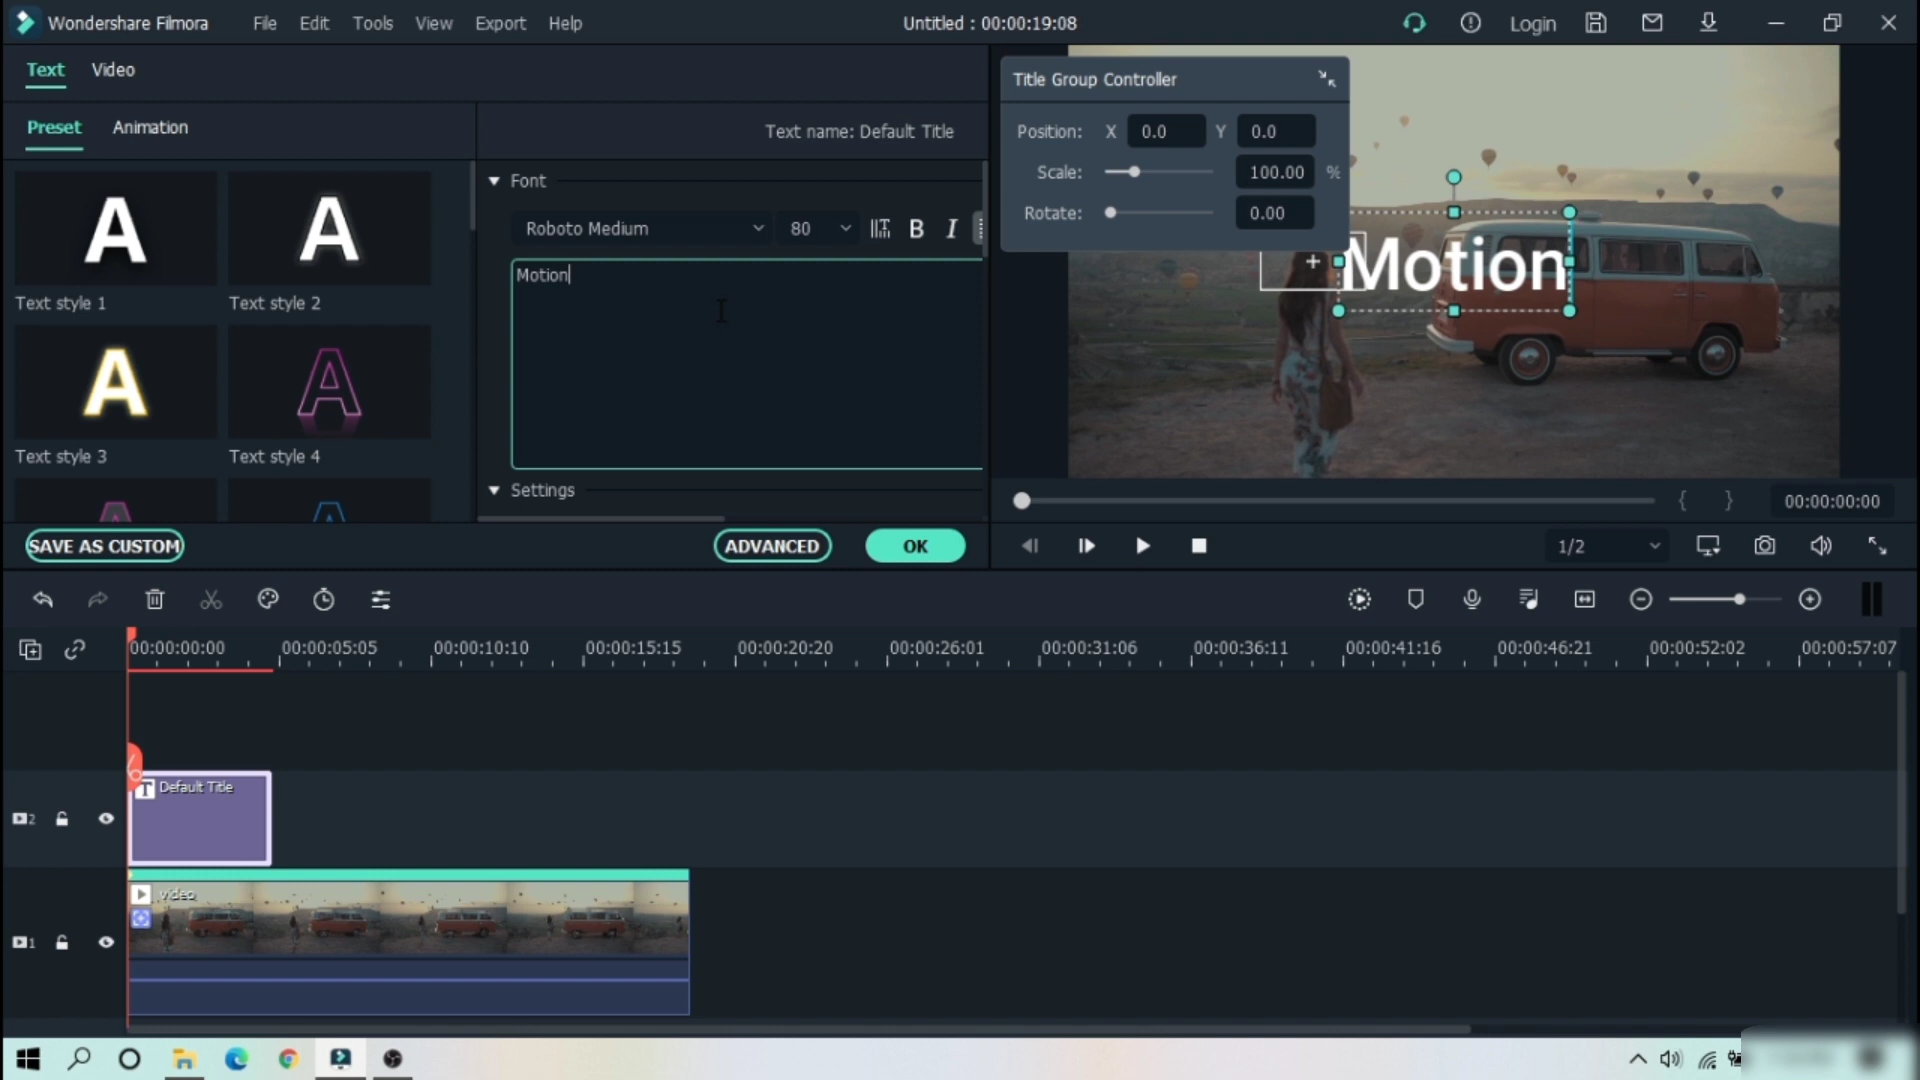 Wondershare Filmora
File Edit Tools View Export Help
Untitled : 00:00:19:08
Login
Text Video
Preset Animation
Text name: Default Title
Font
Roboto Medium 80 B I
Motion
Settings
A A
Text style 1 Text style 2
A A
Text style 3 Text style 4
SAVE AS CUSTOM ADVANCED OK
Title Group Controller
Position: X 0.0 Y 0.0
Scale: 100.00 %
Rotate: 0.00
Motion
{ } 00:00:00:00
1/2
00:00:00:00 00:00:05:05 00:00:10:10 00:00:15:15 00:00:20:20 00:00:26:01 00:00:31:06 00:00:36:11 00:00:41:16 00:00:46:21 00:00:52:02 00:00:57:07
T Default Title
2
video
1